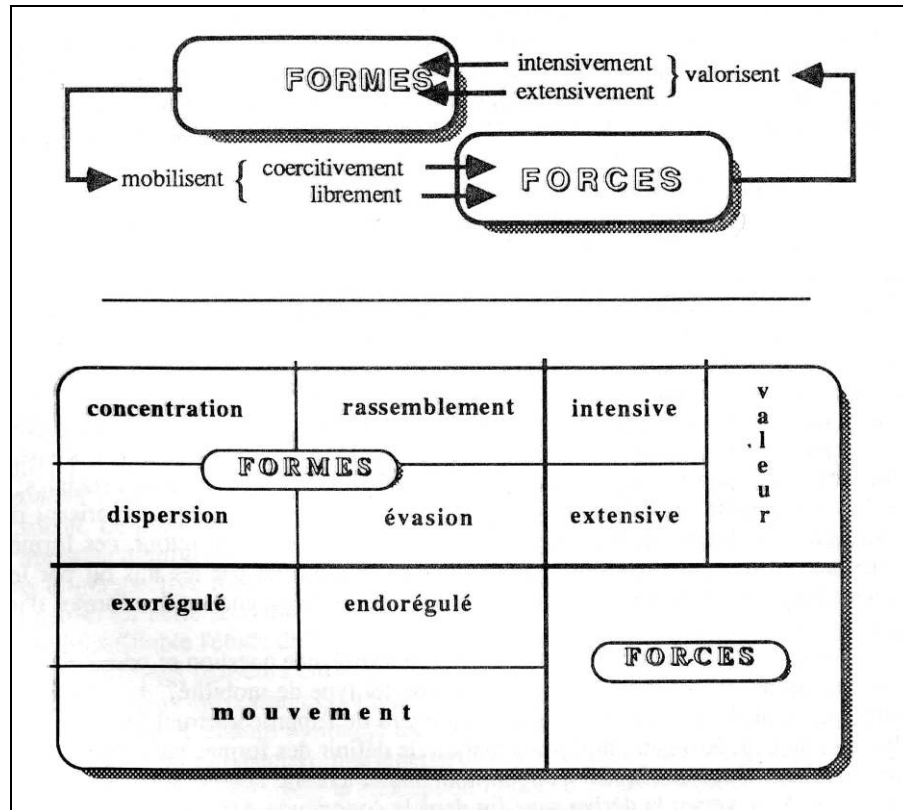 FORMES
intensivement
extensivement
} valorisent
mobilisent {
coercitivement
librement
FORCES
concentration rassemblement intensive
FORMES
dispersion évasion extensive
valeur
exorégulé endorégulé
FORCES
mouvement